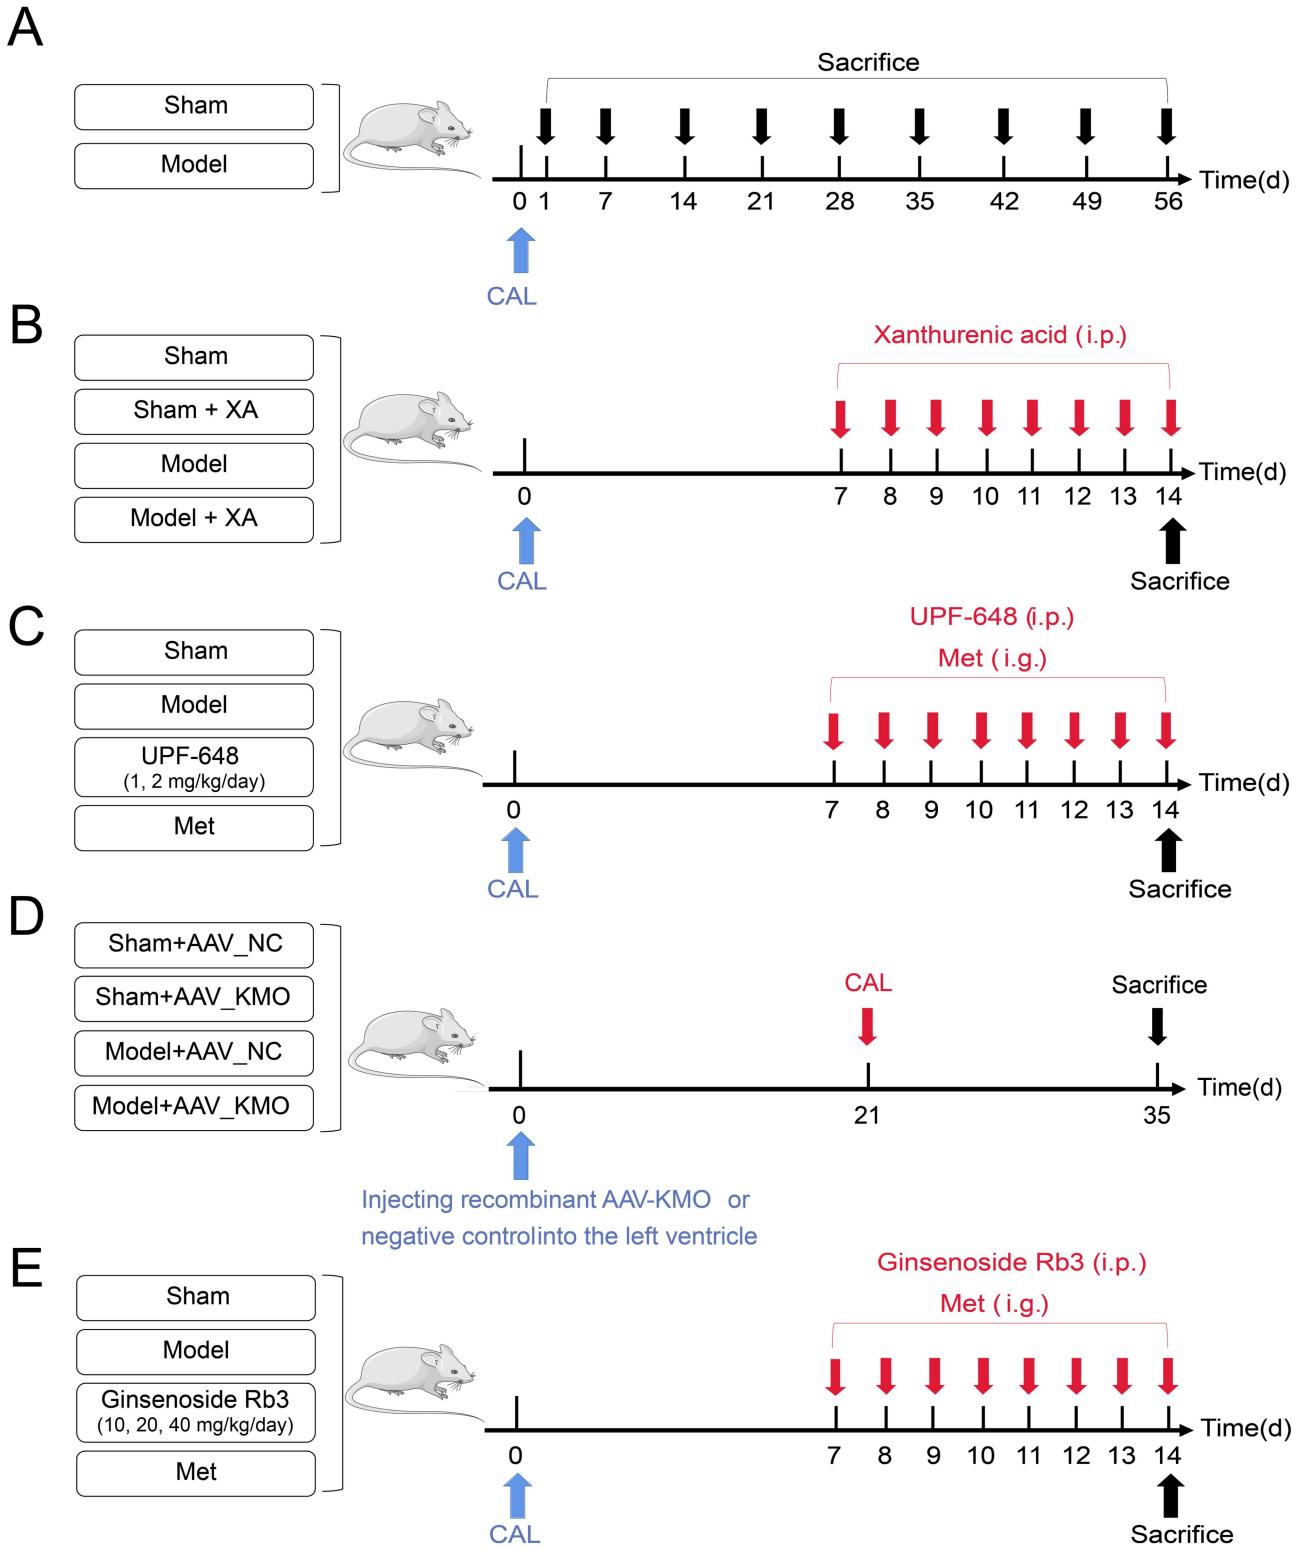 A
Sacrifice
Sham
Model
Time(d)
0 1 7 14 21 28 35 42 49 56
CAL
B
Xanthurenic acid (i.p.)
Sham
Sham + XA
Model
Model + XA
Time(d)
0 7 8 9 10 11 12 13 14
CAL
Sacrifice
C
UPF-648 (i.p.)
Met (i.g.)
Sham
Model
UPF-648
(1, 2 mg/kg/day)
Met
Time(d)
0 7 8 9 10 11 12 13 14
CAL
Sacrifice
D
Sham+AAV_NC
Sham+AAV_KMO
Model+AAV_NC
Model+AAV_KMO
CAL
Sacrifice
Time(d)
0 21 35
Injecting recombinant AAV-KMO or
negative controlinto the left ventricle
E
Ginsenoside Rb3 (i.p.)
Met (i.g.)
Sham
Model
Ginsenoside Rb3
(10, 20, 40 mg/kg/day)
Met
Time(d)
0 7 8 9 10 11 12 13 14
CAL
Sacrifice